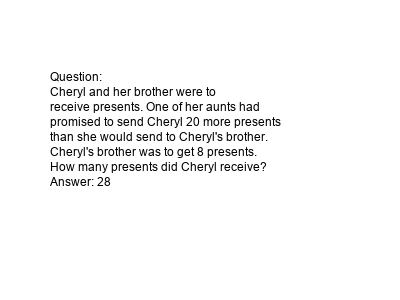 Question:
Cheryl and her brother were to
receive presents. One of her aunts had
promised to send Cheryl 20 more presents
than she would send to Cheryl's brother.
Cheryl's brother was to get 8 presents.
How many presents did Cheryl receive?
Answer: 28